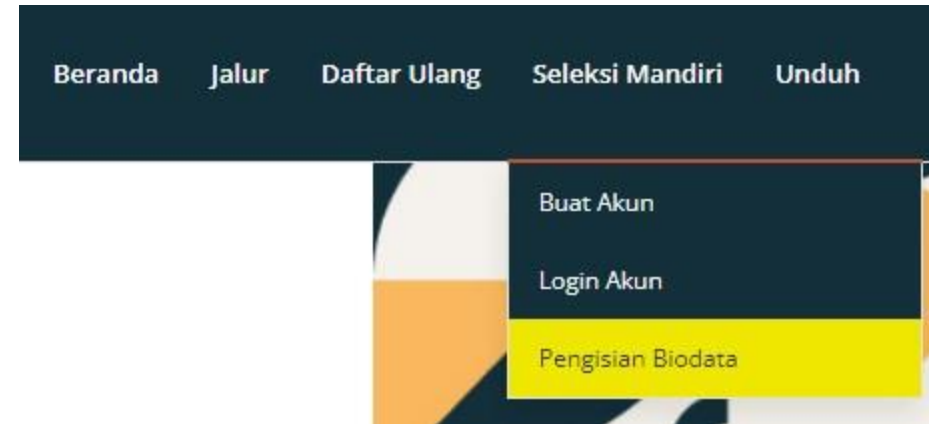 Beranda Jalur Daftar Ulang Seleksi Mandiri Unduh
Buat Akun
Login Akun
Pengisian Biodata